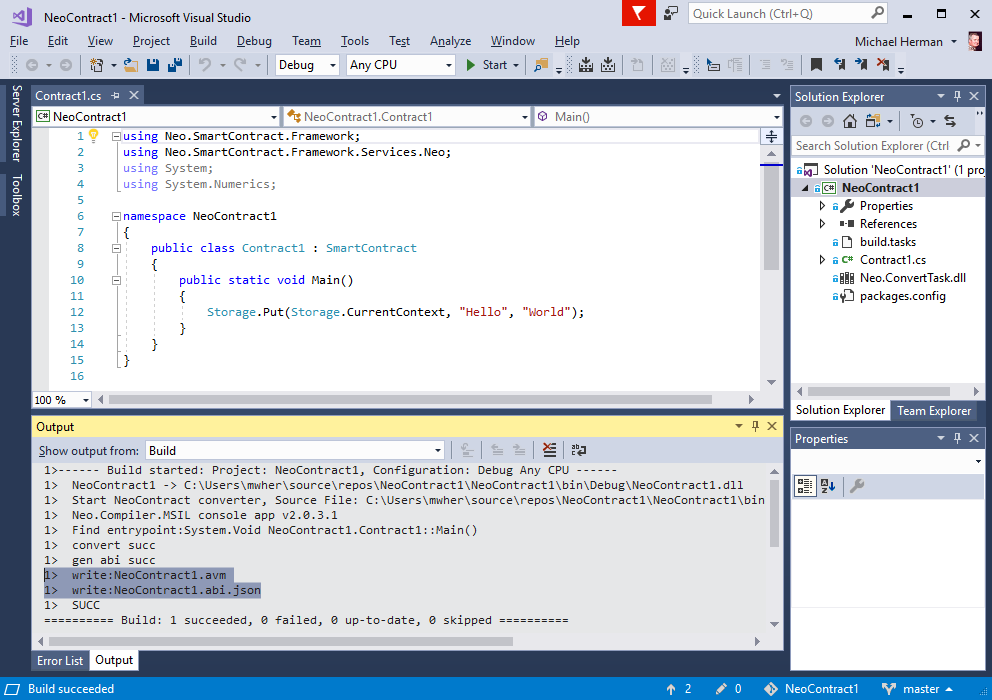 NeoContract1 - Microsoft Visual Studio
Quick Launch (Ctrl+Q)
File Edit View Project Build Debug Team Tools Test Analyze Window Help
Michael Herman
Debug Any CPU Start
Server Explorer
Toolbox
Contract1.cs
NeoContract1 NeoContract1.Contract1 Main()
1 using Neo.SmartContract.Framework;
2 using Neo.SmartContract.Framework.Services.Neo;
3 using System;
4 using System.Numerics;
5
6 namespace NeoContract1
7 {
8 public class Contract1 : SmartContract
9 {
10 public static void Main()
11 {
12 Storage.Put(Storage.CurrentContext, "Hello", "World");
13 }
14 }
15 }
16
100 %
Output
Show output from: Build
1>------ Build started: Project: NeoContract1, Configuration: Debug Any CPU ------
1> NeoContract1 -> C:\Users\mwher\source\repos\NeoContract1\NeoContract1\bin\Debug\NeoContract1.dll
1> Start NeoContract converter, Source File: C:\Users\mwher\source\repos\NeoContract1\NeoContract1\bin
1> Neo.Compiler.MSIL console app v2.0.3.1
1> Find entrypoint:System.Void NeoContract1.Contract1::Main()
1> convert succ
1> gen abi succ
1> write:NeoContract1.avm
1> write:NeoContract1.abi.json
1> SUCC
========== Build: 1 succeeded, 0 failed, 0 up-to-date, 0 skipped ==========
Error List Output
Solution Explorer
Search Solution Explorer (Ctrl
Solution 'NeoContract1' (1 proj
C# NeoContract1
Properties
References
build.tasks
C# Contract1.cs
Neo.ConvertTask.dll
packages.config
Solution Explorer Team Explorer
Properties
Build succeeded
2 0 NeoContract1 master